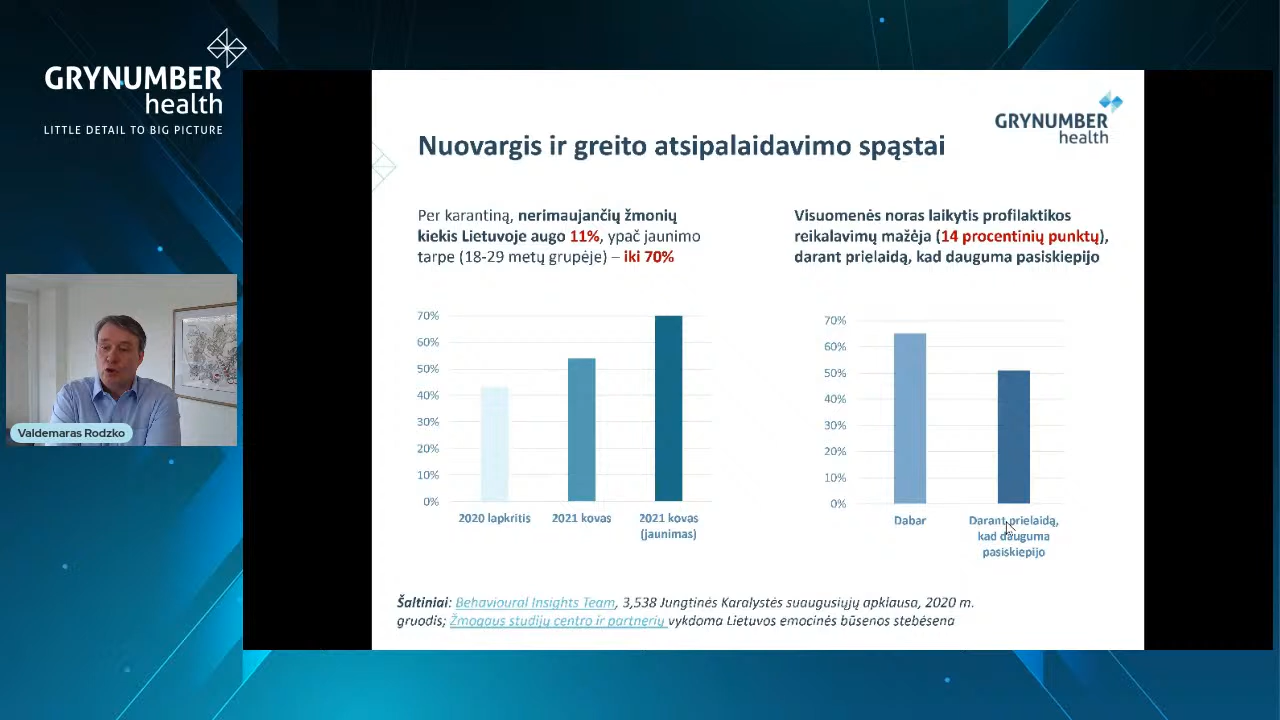 GRYNUMBER
health
LITTLE DETAIL TO BIG PICTURE
Valdemaras Rodzko
GRYNUMBER
health
Nuovargis ir greito atsipalaidavimo spąstai
Per karantiną, nerimaujančių žmonių
kiekis Lietuvoje augo 11%, ypač jaunimo
tarpe (18-29 metų grupėje) – iki 70%
70%
60%
50%
40%
30%
20%
10%
0%
2020 lapkritis
2021 kovas
2021 kovas
(jaunimas)
Visuomenės noras laikytis profilaktikos
reikalavimų mažėja (14 procentinių punktų),
darant prielaidą, kad dauguma pasiskiepijo
70%
60%
50%
40%
30%
20%
10%
0%
Dabar
Darant prielaidą,
kad dauguma
pasiskiepijo
Šaltiniai: Behavioural Insights Team, 3,538 Jungtinės Karalystės suaugusiųjų apklausa, 2020 m.
gruodis; Žmogaus studijų centro ir partnerių vykdoma Lietuvos emocinės būsenos stebėsena